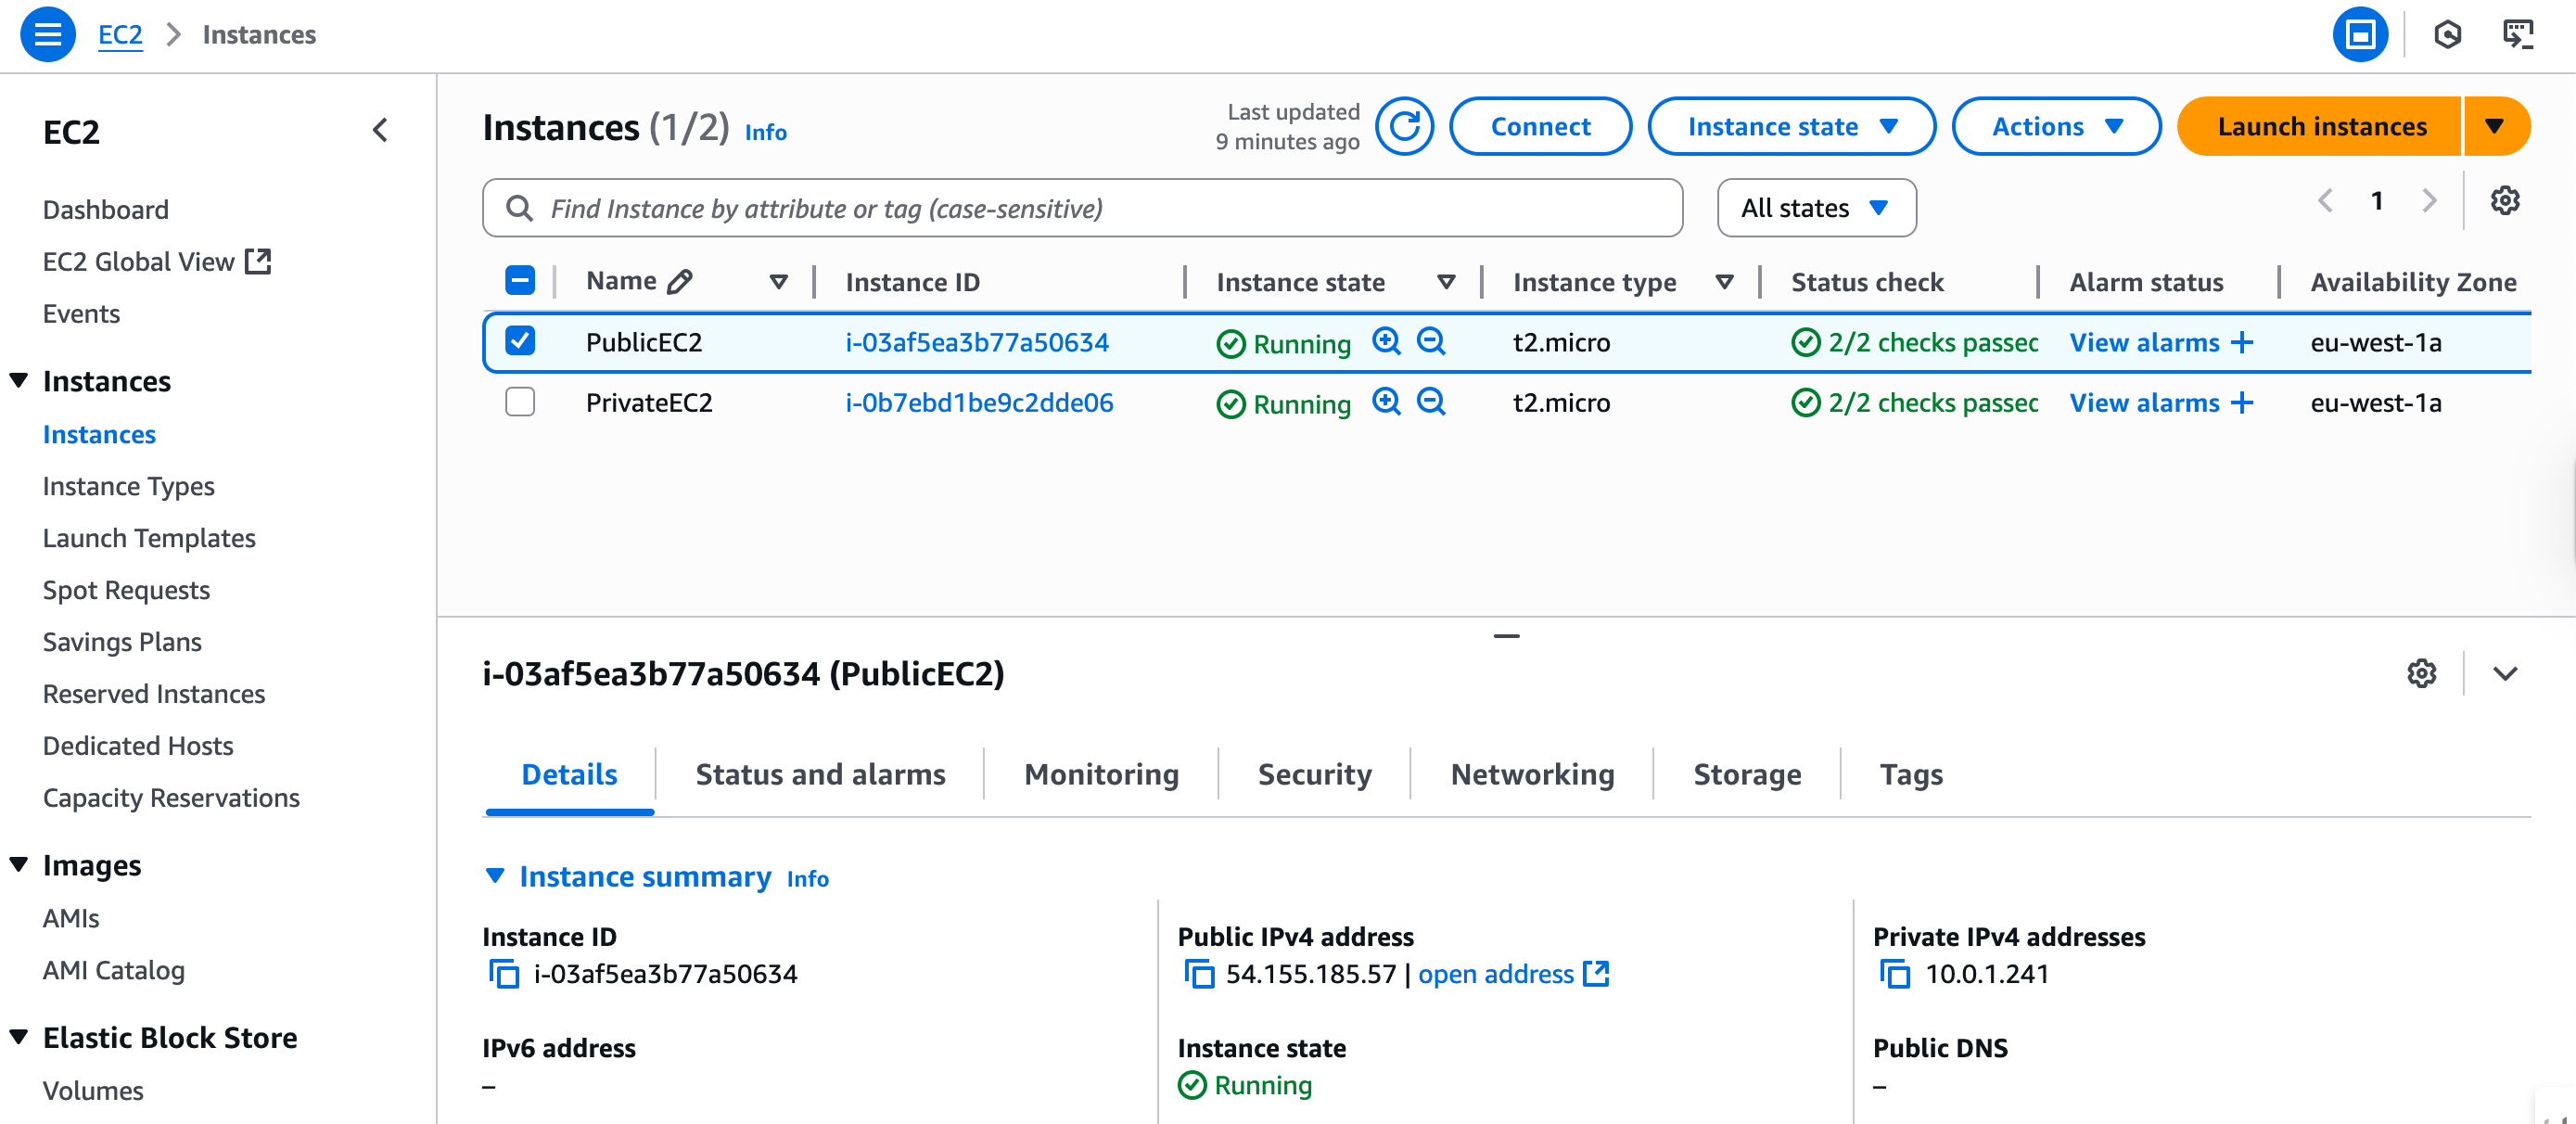 EC2 > Instances
EC2
Dashboard
EC2 Global View
Events
Instances
Instances
Instance Types
Launch Templates
Spot Requests
Savings Plans
Reserved Instances
Dedicated Hosts
Capacity Reservations
Images
AMIs
AMI Catalog
Elastic Block Store
Volumes
Instances (1/2) Info
Last updated
9 minutes ago
Connect
Instance state
Actions
Launch instances
Find Instance by attribute or tag (case-sensitive)
All states
1
Name Instance ID Instance state Instance type Status check Alarm status Availability Zone
PublicEC2 i-03af5ea3b77a50634 Running t2.micro 2/2 checks passec View alarms + eu-west-1a
PrivateEC2 i-0b7ebd1be9c2dde06 Running t2.micro 2/2 checks passec View alarms + eu-west-1a
i-03af5ea3b77a50634 (PublicEC2)
Details Status and alarms Monitoring Security Networking Storage Tags
Instance summary Info
Instance ID
i-03af5ea3b77a50634
Public IPv4 address
54.155.185.57 | open address
Private IPv4 addresses
10.0.1.241
IPv6 address
–
Instance state
Running
Public DNS
–